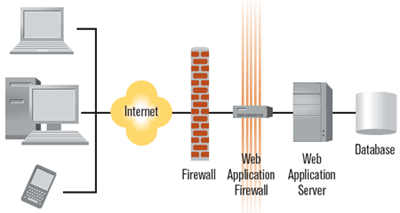 Internet
Firewall
Web
Application
Firewall
Web
Application
Server
Database